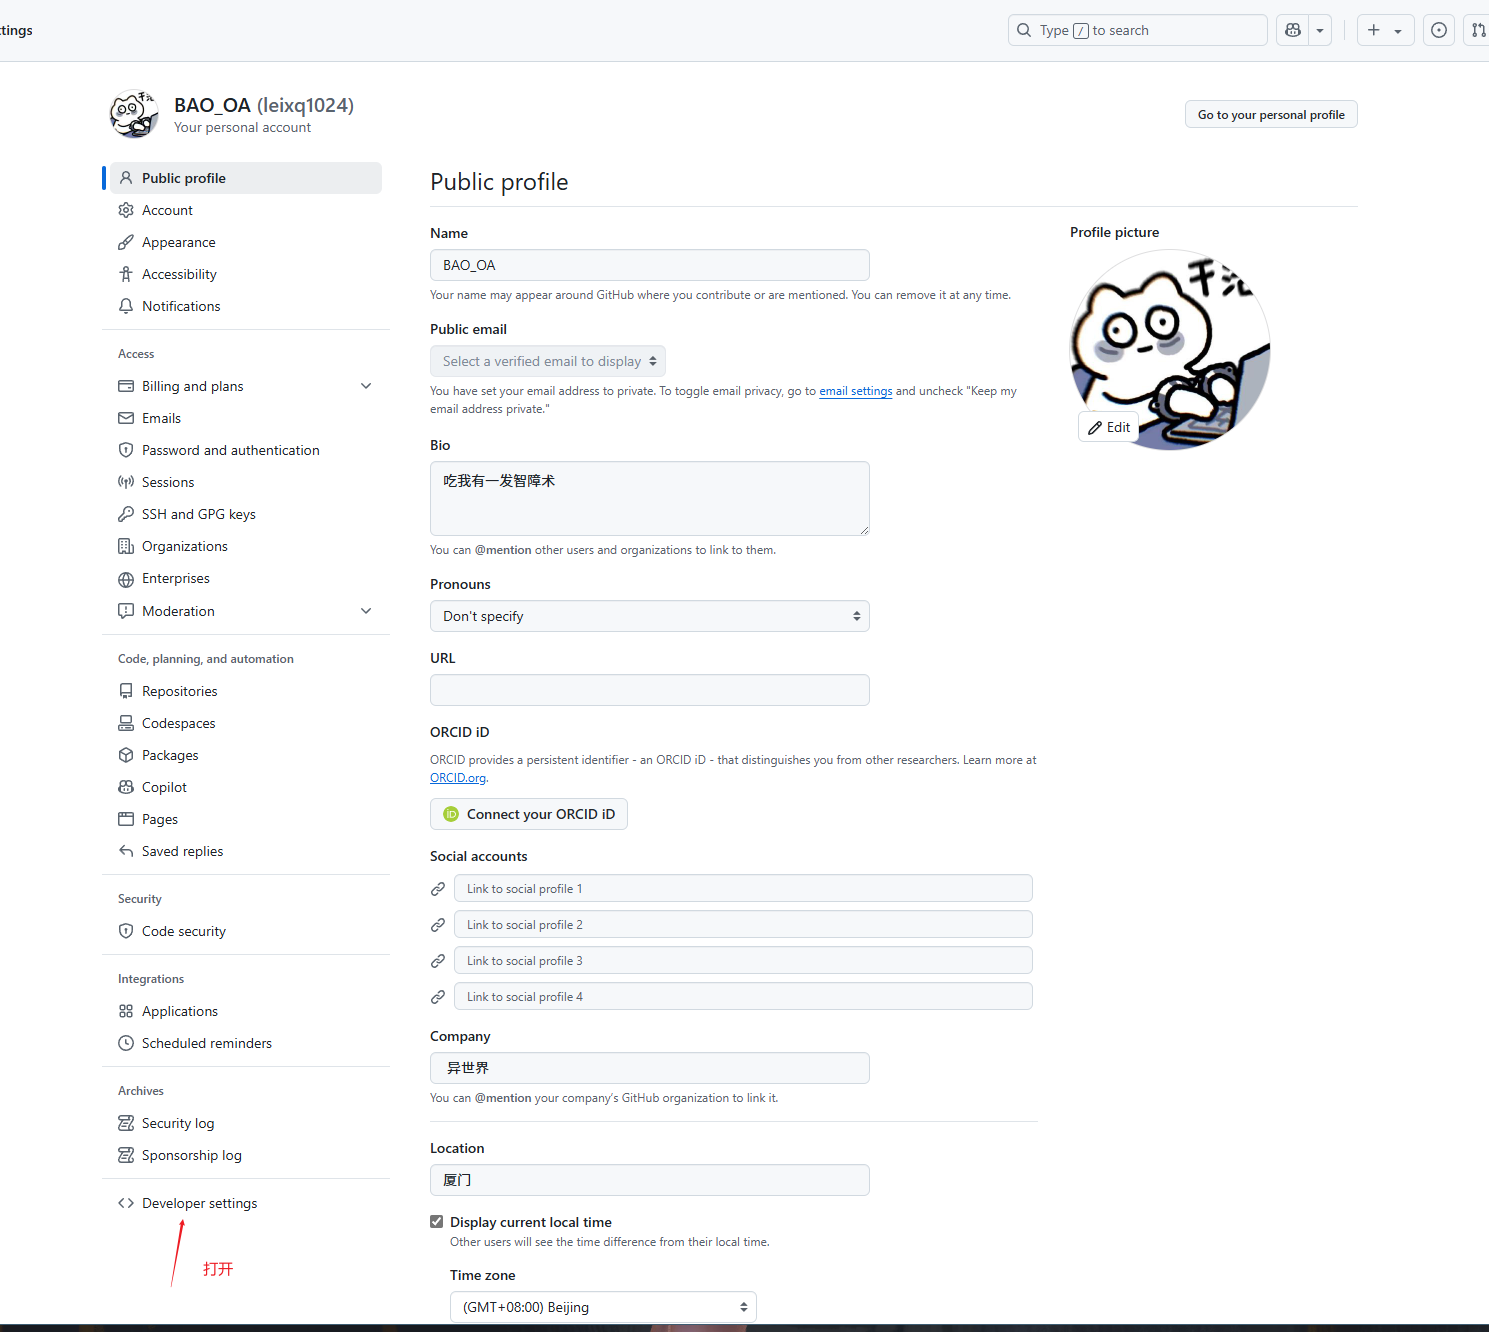 ttings
Type / to search
BAO_OA (leixq1024)
Your personal account
Go to your personal profile
Public profile
Account
Appearance
Accessibility
Notifications
Access
Billing and plans
Emails
Password and authentication
Sessions
SSH and GPG keys
Organizations
Enterprises
Moderation
Code, planning, and automation
Repositories
Codespaces
Packages
Copilot
Pages
Saved replies
Security
Code security
Integrations
Applications
Scheduled reminders
Archives
Security log
Sponsorship log
Developer settings
打开
Public profile
Name
BAO_OA
Your name may appear around GitHub where you contribute or are mentioned. You can remove it at any time.
Public email
Select a verified email to display
You have set your email address to private. To toggle email privacy, go to email settings and uncheck "Keep my
email address private."
Bio
吃我有一发智障术
You can @mention other users and organizations to link to them.
Pronouns
Don't specify
URL
ORCID iD
ORCID provides a persistent identifier - an ORCID iD - that distinguishes you from other researchers. Learn more at
ORCID.org.
iD Connect your ORCID iD
Social accounts
Link to social profile 1
Link to social profile 2
Link to social profile 3
Link to social profile 4
Company
异世界
You can @mention your company's GitHub organization to link it.
Location
厦门
Display current local time
Other users will see the time difference from their local time.
Time zone
(GMT+08:00) Beijing
Profile picture
干活
Edit